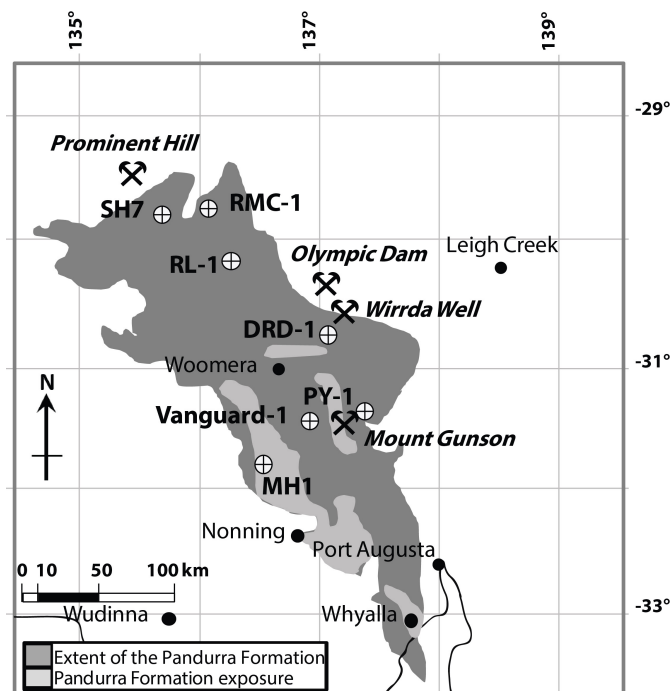 135°
137°
139°
-29°
Prominent Hill
SH7
RMC-1
Leigh Creek
Olympic Dam
RL-1
Wirrda Well
DRD-1
-31°
Woomera
N
PY-1
Vanguard-1
Mount Gunson
MH1
Nonning
Port Augusta
0 10 50 100 km
-33°
Wudinna
Whyalla
Extent of the Pandurra Formation
Pandurra Formation exposure